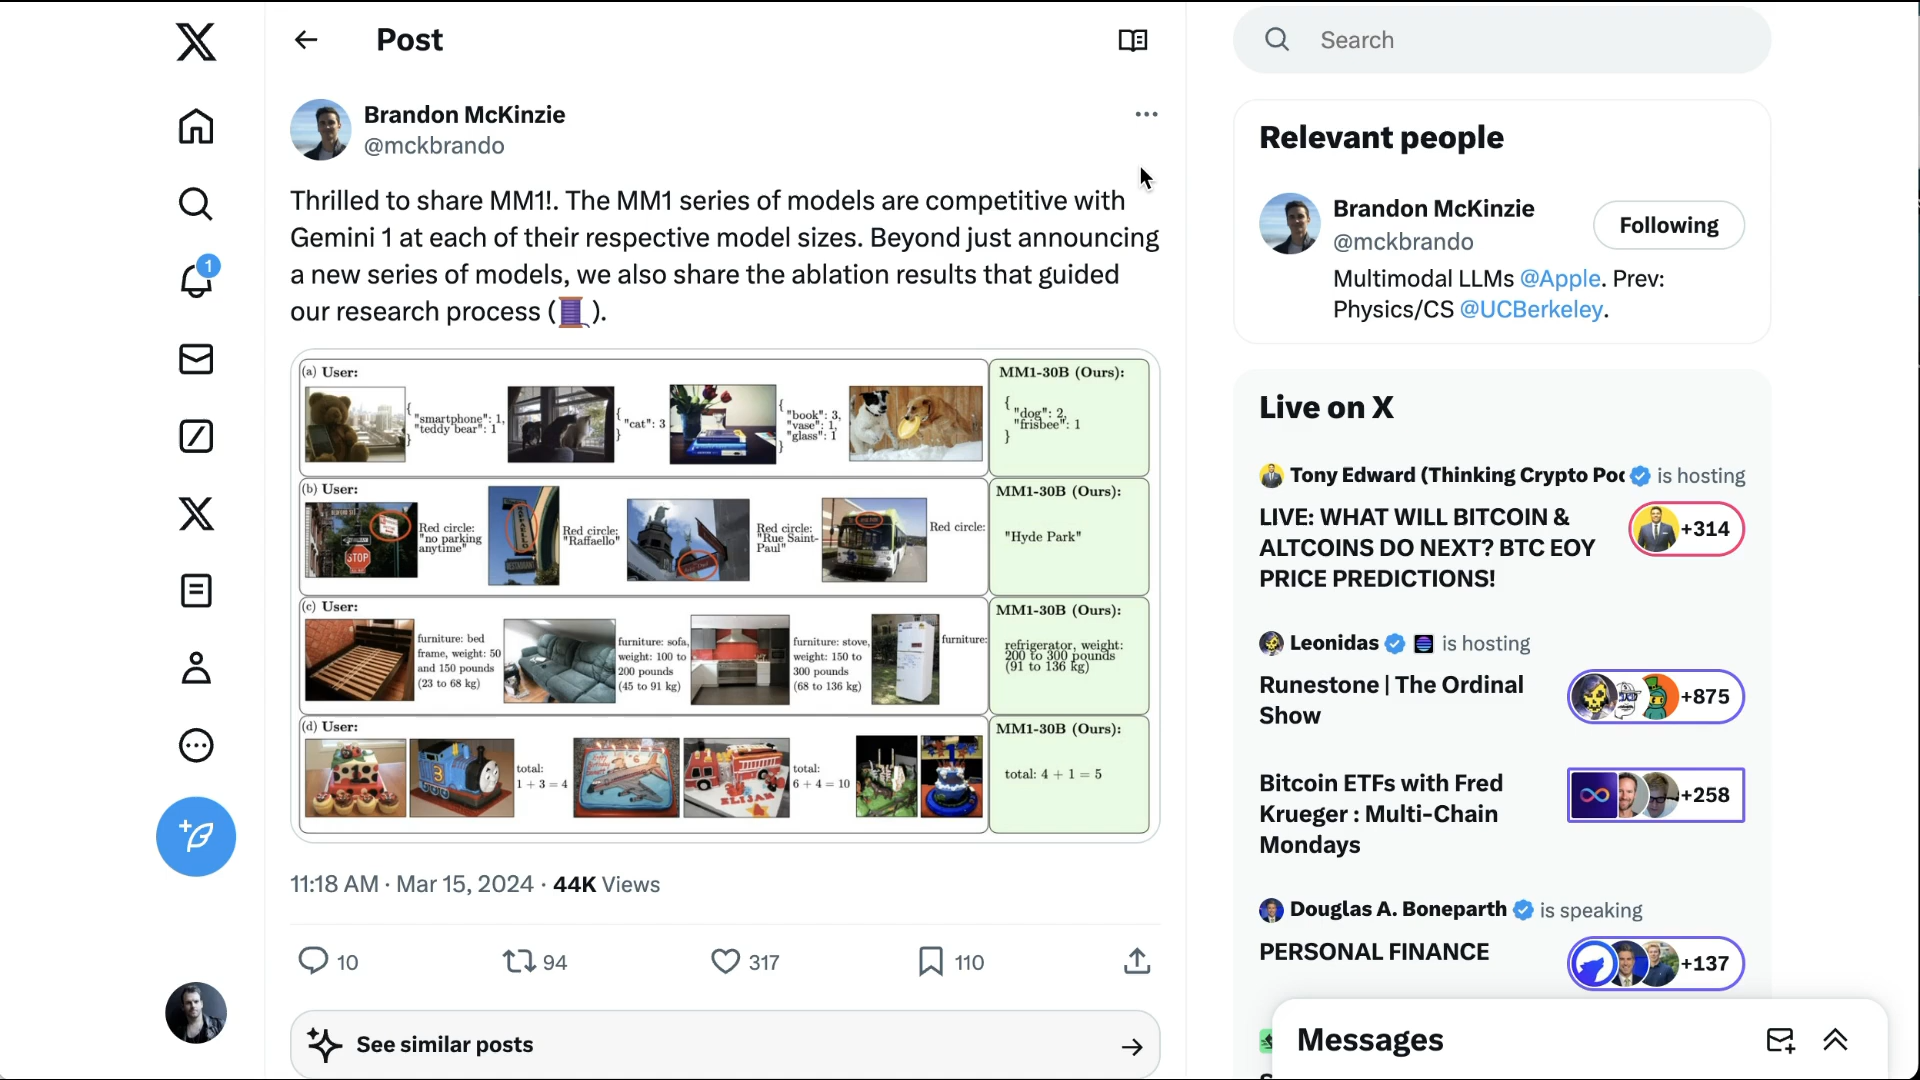 Post
Search
1
Brandon McKinzie
@mckbrando
Thrilled to share MM1!. The MM1 series of models are competitive with
Gemini 1 at each of their respective model sizes. Beyond just announcing
a new series of models, we also share the ablation results that guided
our research process (🧵).
(a) User:
{
"smartphone": 1,
"teddy bear": 1
}
{
"cat": 3
}
{
"book": 3,
"vase": 1,
"glass": 1
}
MM1-30B (Ours):
{
"dog": 2,
"frisbee": 1
}
(b) User:
STOP
Red circle:
"no parking
anytime"
Red circle:
"Raffaello"
Red circle:
"Rue Saint-
Paul"
Red circle:
MM1-30B (Ours):
"Hyde Park"
(c) User:
furniture: bed
frame, weight: 50
and 150 pounds
(23 to 68 kg)
furniture: sofa,
weight: 100 to
200 pounds
(45 to 91 kg)
furniture: stove,
weight: 150 to
300 pounds
(68 to 136 kg)
furniture:
MM1-30B (Ours):
refrigerator, weight:
200 to 300 pounds
(91 to 136 kg)
(d) User:
1
3
total:
1 + 3 = 4
6
ELIJAH
total:
6 + 4 = 10
MM1-30B (Ours):
total: 4 + 1 = 5
11:18 AM · Mar 15, 2024 · 44K Views
10
94
317
110
See similar posts
Relevant people
Brandon McKinzie
@mckbrando
Following
Multimodal LLMs @Apple. Prev:
Physics/CS @UCBerkeley.
Live on X
Tony Edward (Thinking Crypto Poc is hosting
LIVE: WHAT WILL BITCOIN &
ALTCOINS DO NEXT? BTC EOY
PRICE PREDICTIONS!
+314
Leonidas is hosting
Runestone | The Ordinal
Show
+875
Bitcoin ETFs with Fred
Krueger : Multi-Chain
Mondays
+258
Douglas A. Boneparth is speaking
PERSONAL FINANCE
+137
Messages